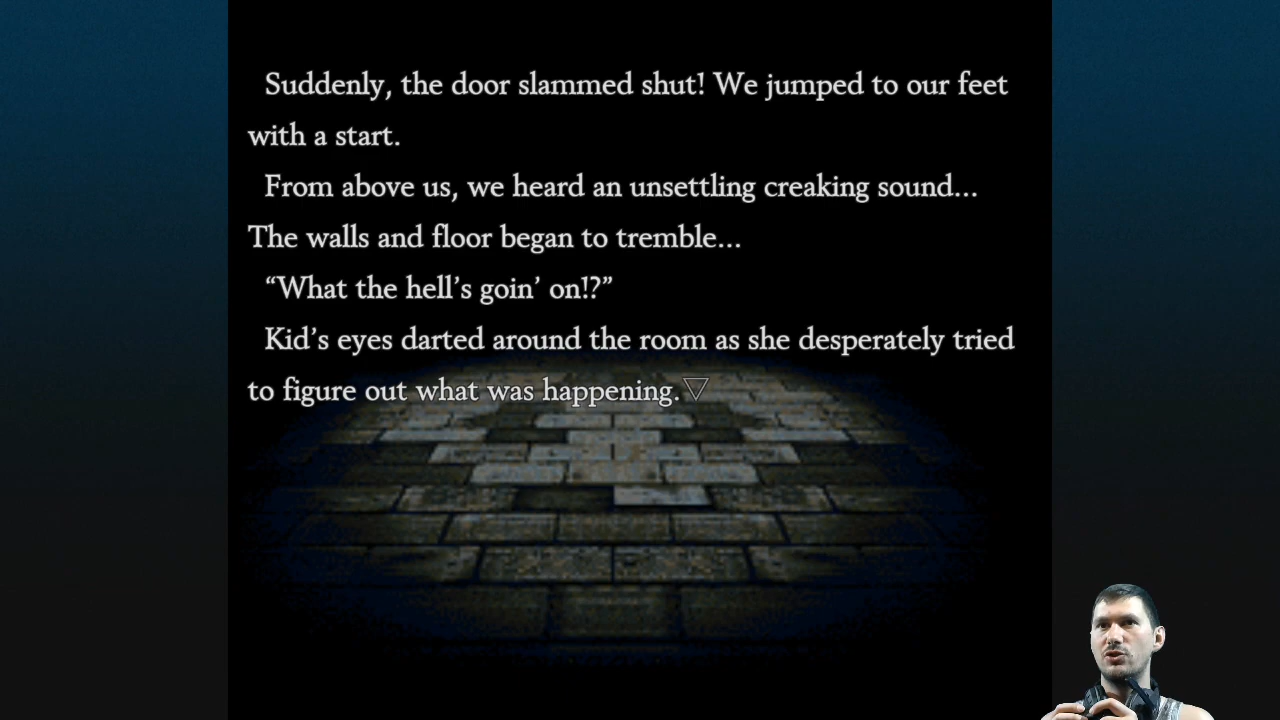 Suddenly, the door slammed shut! We jumped to our feet
with a start.
From above us, we heard an unsettling creaking sound...
The walls and floor began to tremble...
“What the hell’s goin’ on!?”
Kid’s eyes darted around the room as she desperately tried
to figure out what was happening.▽